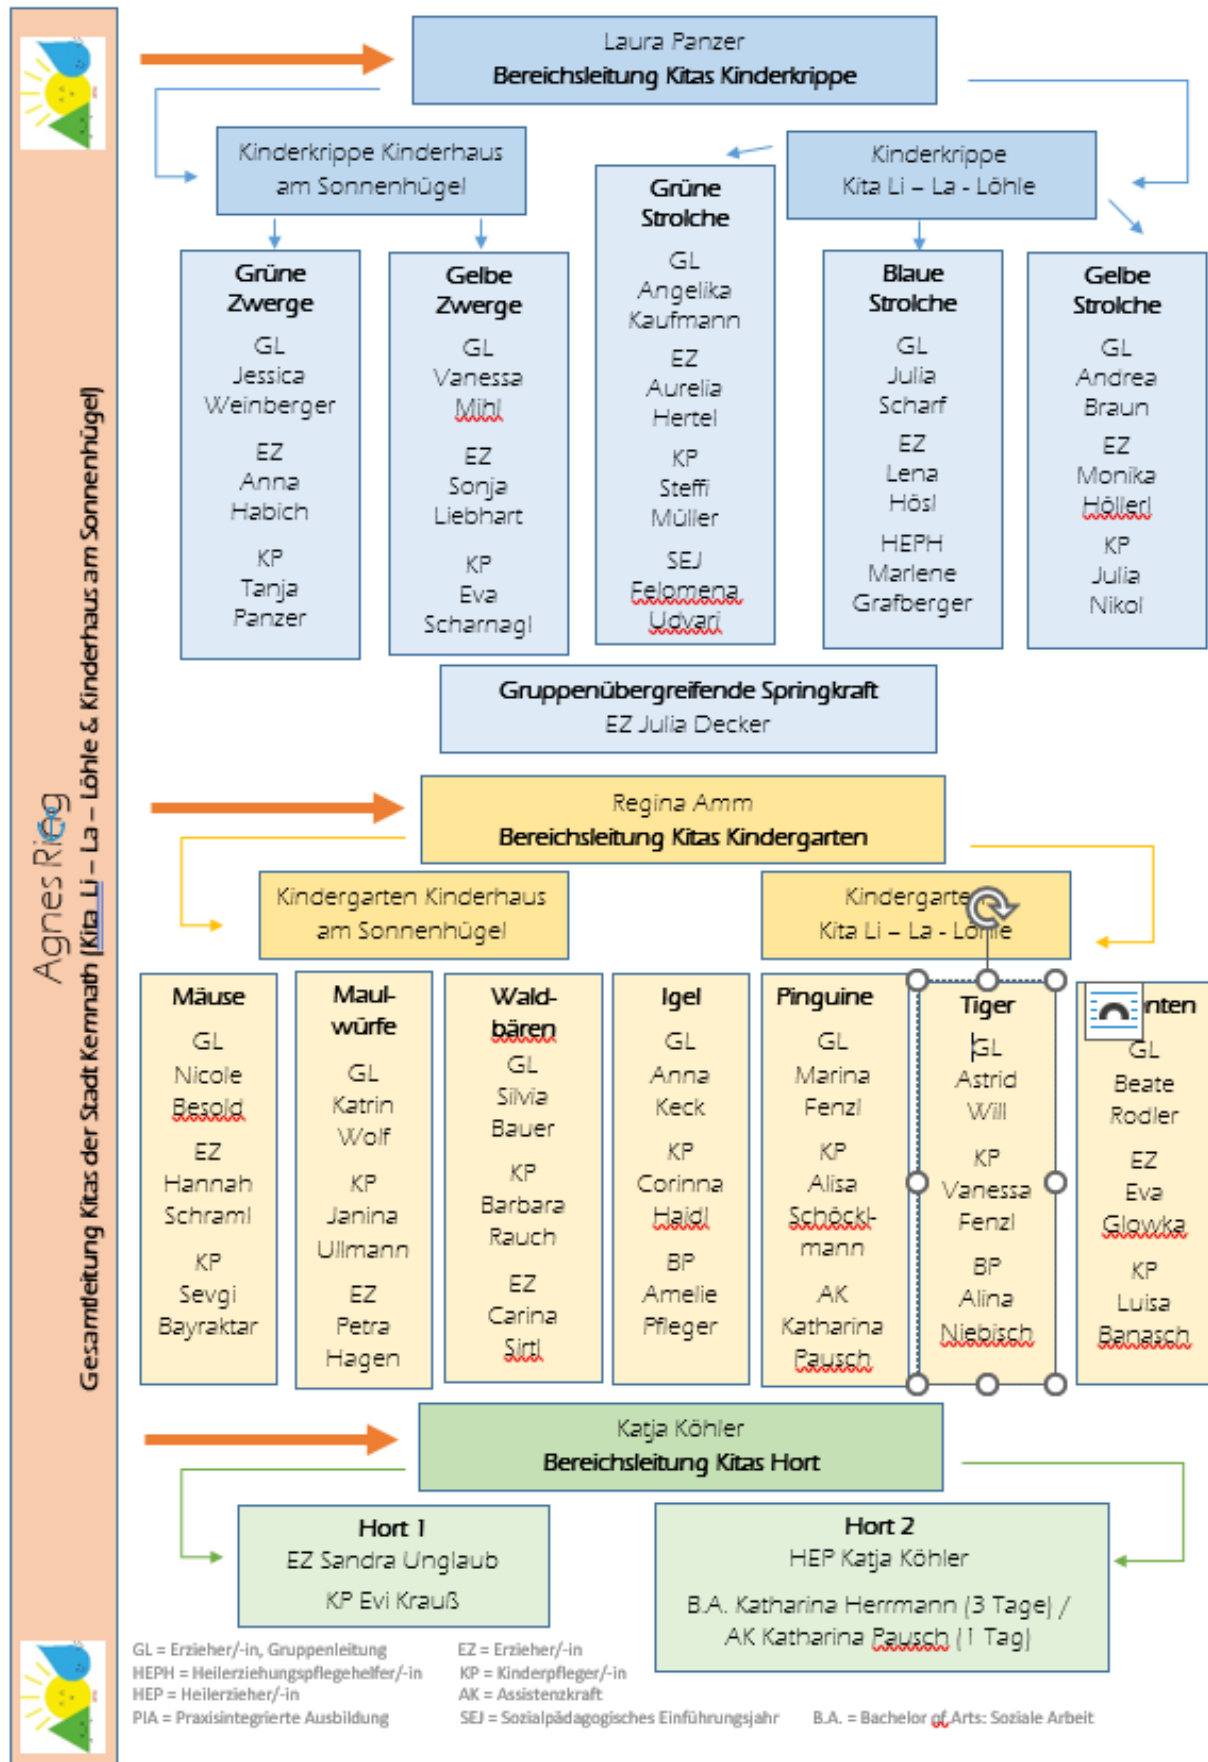 Agnes Rieg
Gesamtleitung Kitas der Stadt Kemnath (Kita Li – La – Löhle & Kinderhaus am Sonnenhügel)
Laura Panzer
Bereichsleitung Kitas Kinderkrippe
Kinderkrippe Kinderhaus
am Sonnenhügel
Kinderkrippe
Kita Li – La - Löhle
Grüne
Zwerge
GL
Jessica
Weinberger
EZ
Anna
Habich
KP
Tanja
Panzer
Gelbe
Zwerge
GL
Vanessa
Mihl
EZ
Sonja
Liebhart
KP
Eva
Scharnagl
Grüne
Strolche
GL
Angelika
Kaufmann
EZ
Aurelia
Hertel
KP
Steffi
Müller
SEJ
Felomena
Udvari
Blaue
Strolche
GL
Julia
Scharf
EZ
Lena
Hösl
HEPH
Marlene
Grafberger
Gelbe
Strolche
GL
Andrea
Braun
EZ
Monika
Höllerl
KP
Julia
Nikol
Gruppenübergreifende Springkraft
EZ Julia Decker
Regina Amm
Bereichsleitung Kitas Kindergarten
Kindergarten Kinderhaus
am Sonnenhügel
Kindergarten
Kita Li – La - Löhle
Mäuse
GL
Nicole
Besold
EZ
Hannah
Schraml
KP
Sevgi
Bayraktar
Maul-
würfe
GL
Katrin
Wolf
KP
Janina
Ullmann
EZ
Petra
Hagen
Wald-
bären
GL
Silvia
Bauer
KP
Barbara
Rauch
EZ
Carina
Sirtl
Igel
GL
Anna
Keck
KP
Corinna
Haidl
BP
Amelie
Pfleger
Pinguine
GL
Marina
Fenzl
KP
Alisa
Schöckl-
mann
AK
Katharina
Pausch
Tiger
GL
Astrid
Will
KP
Vanessa
Fenzl
BP
Alina
Niebisch
nten
GL
Beate
Rodler
EZ
Eva
Glowka
KP
Luisa
Banasch
Katja Köhler
Bereichsleitung Kitas Hort
Hort 1
EZ Sandra Unglaub
KP Evi Krauß
Hort 2
HEP Katja Köhler
B.A. Katharina Herrmann (3 Tage) /
AK Katharina Pausch (1 Tag)
GL = Erzieher/-in, Gruppenleitung EZ = Erzieher/-in
HEPH = Heilerziehungspflegehelfer/-in KP = Kinderpfleger/-in
HEP = Heilerzieher/-in AK = Assistenzkraft
PIA = Praxisintegrierte Ausbildung SEJ = Sozialpädagogisches Einführungsjahr B.A. = Bachelor of Arts: Soziale Arbeit